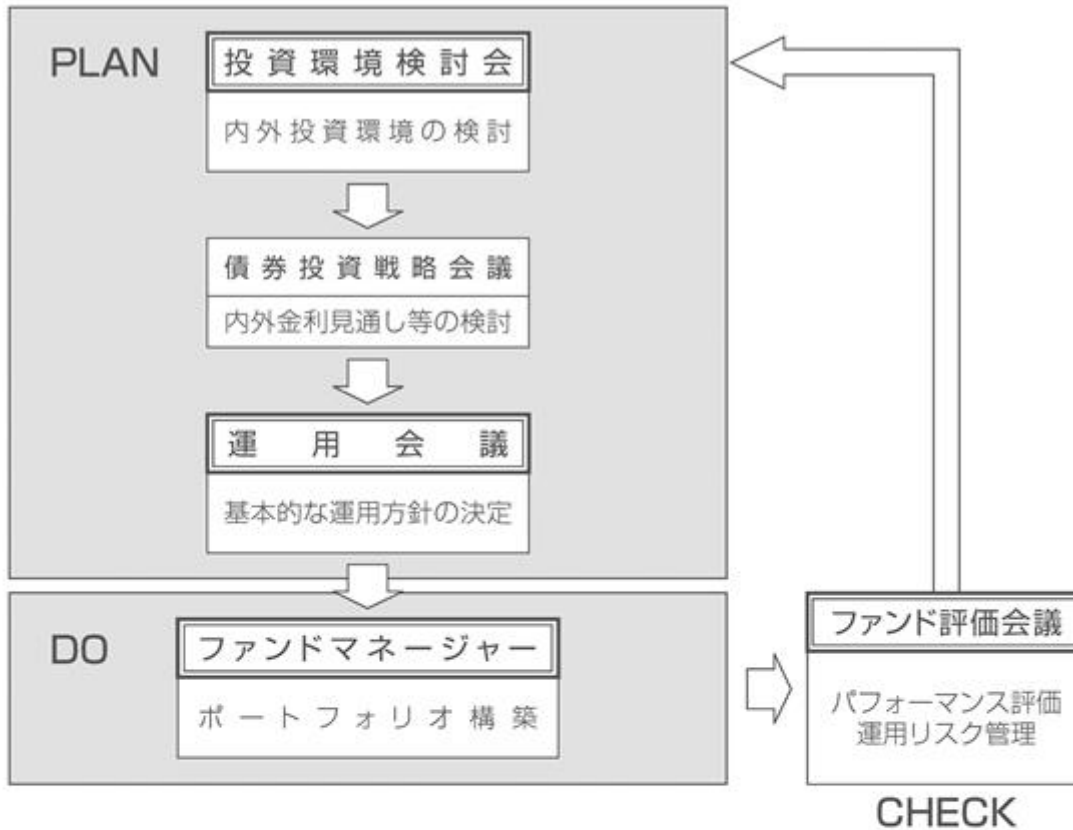 PLAN
投資環境検討会
内外投資環境の検討
債券投資戦略会議
内外金利見通し等の検討
運用会議
基本的な運用方針の決定
DO
ファンドマネージャー
ポートフォリオ構築
ファンド評価会議
パフォーマンス評価
運用リスク管理
CHECK